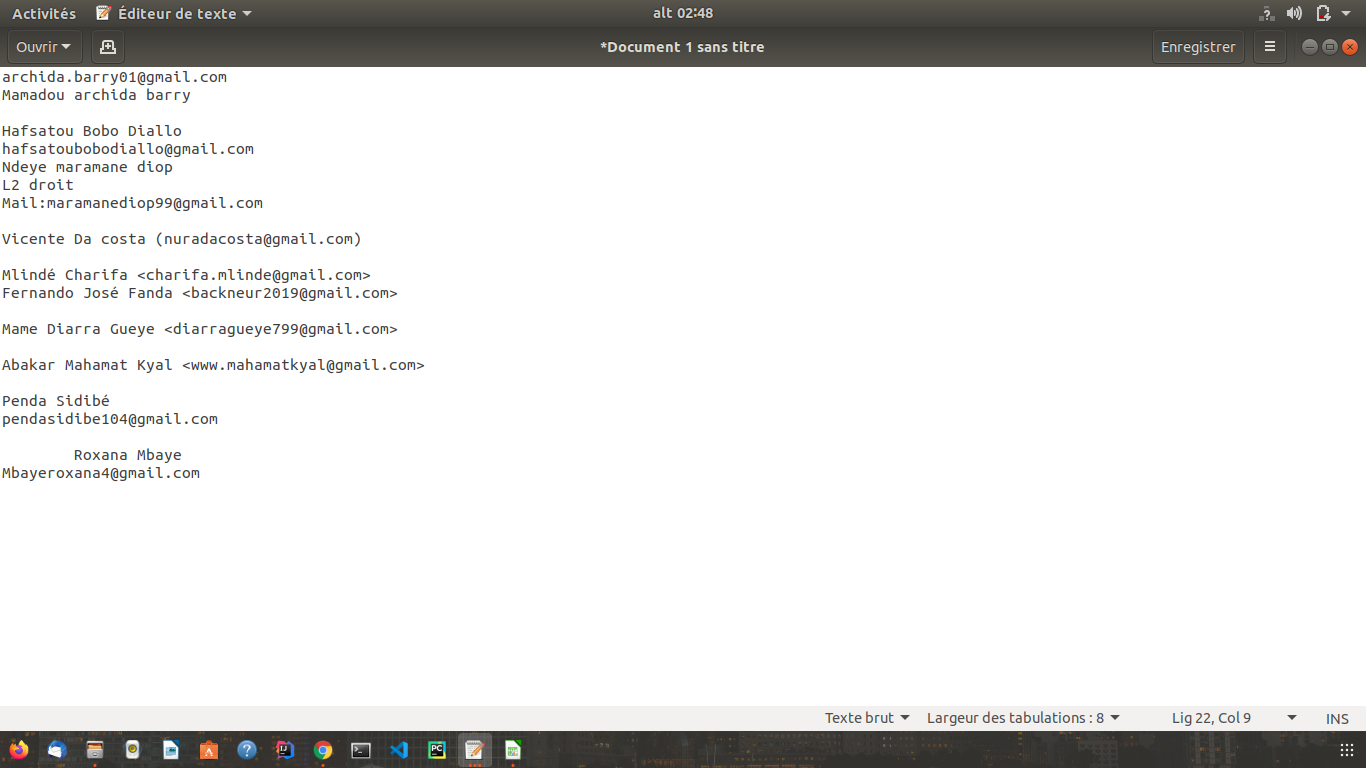 Activités Éditeur de texte alt 02:48
Ouvrir *Document 1 sans titre Enregistrer
archida.barry01@gmail.com
Mamadou archida barry
Hafsatou Bobo Diallo
hafsatoubobodiallo@gmail.com
Ndeye maramane diop
L2 droit
Mail:maramanediop99@gmail.com
Vicente Da costa (nuradacosta@gmail.com)
Mlindé Charifa <charifa.mlinde@gmail.com>
Fernando José Fanda <backneur2019@gmail.com>
Mame Diarra Gueye <diarragueye799@gmail.com>
Abakar Mahamat Kyal <www.mahamatkyal@gmail.com>
Penda Sidibé
pendasidibe104@gmail.com
Roxana Mbaye
Mbayeroxana4@gmail.com
Texte brut Largeur des tabulations : 8 Lig 22, Col 9 INS